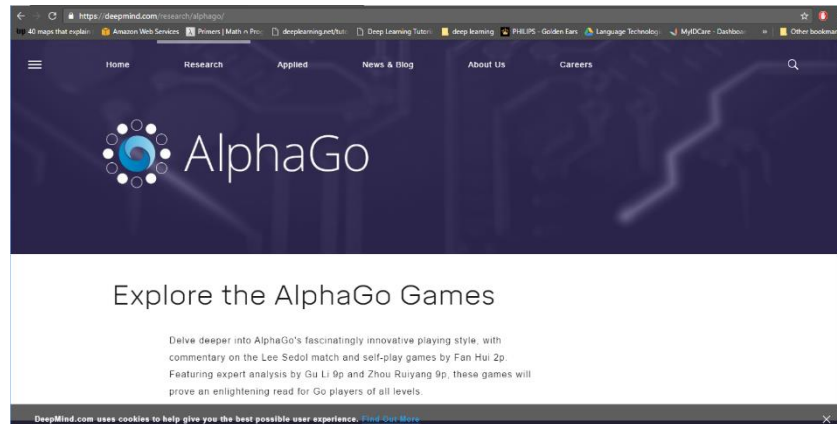 https://deepmind.com/research/alphago/
top 40 maps that explain
Amazon Web Services
Primers | Math ∩ Prog
deeplearning.net/tuto
Deep Learning Tutori
deep learning
PHILIPS - Golden Ears
Language Technologi
MyIDCare - Dashboar
»
Other bookmar
Home
Research
Applied
News & Blog
About Us
Careers
AlphaGo
Explore the AlphaGo Games
Delve deeper into AlphaGo's fascinatingly innovative playing style, with
commentary on the Lee Sedol match and self-play games by Fan Hui 2p.
Featuring expert analysis by Gu Li 9p and Zhou Ruiyang 9p, these games will
prove an enlightening read for Go players of all levels.
DeepMind.com uses cookies to help give you the best possible user experience. Find Out More